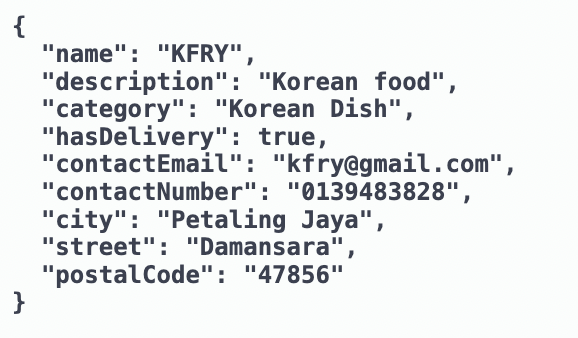 {
  "name": "KFRY",
  "description": "Korean food",
  "category": "Korean Dish",
  "hasDelivery": true,
  "contactEmail": "kfry@gmail.com",
  "contactNumber": "0139483828",
  "city": "Petaling Jaya",
  "street": "Damansara",
  "postalCode": "47856"
}